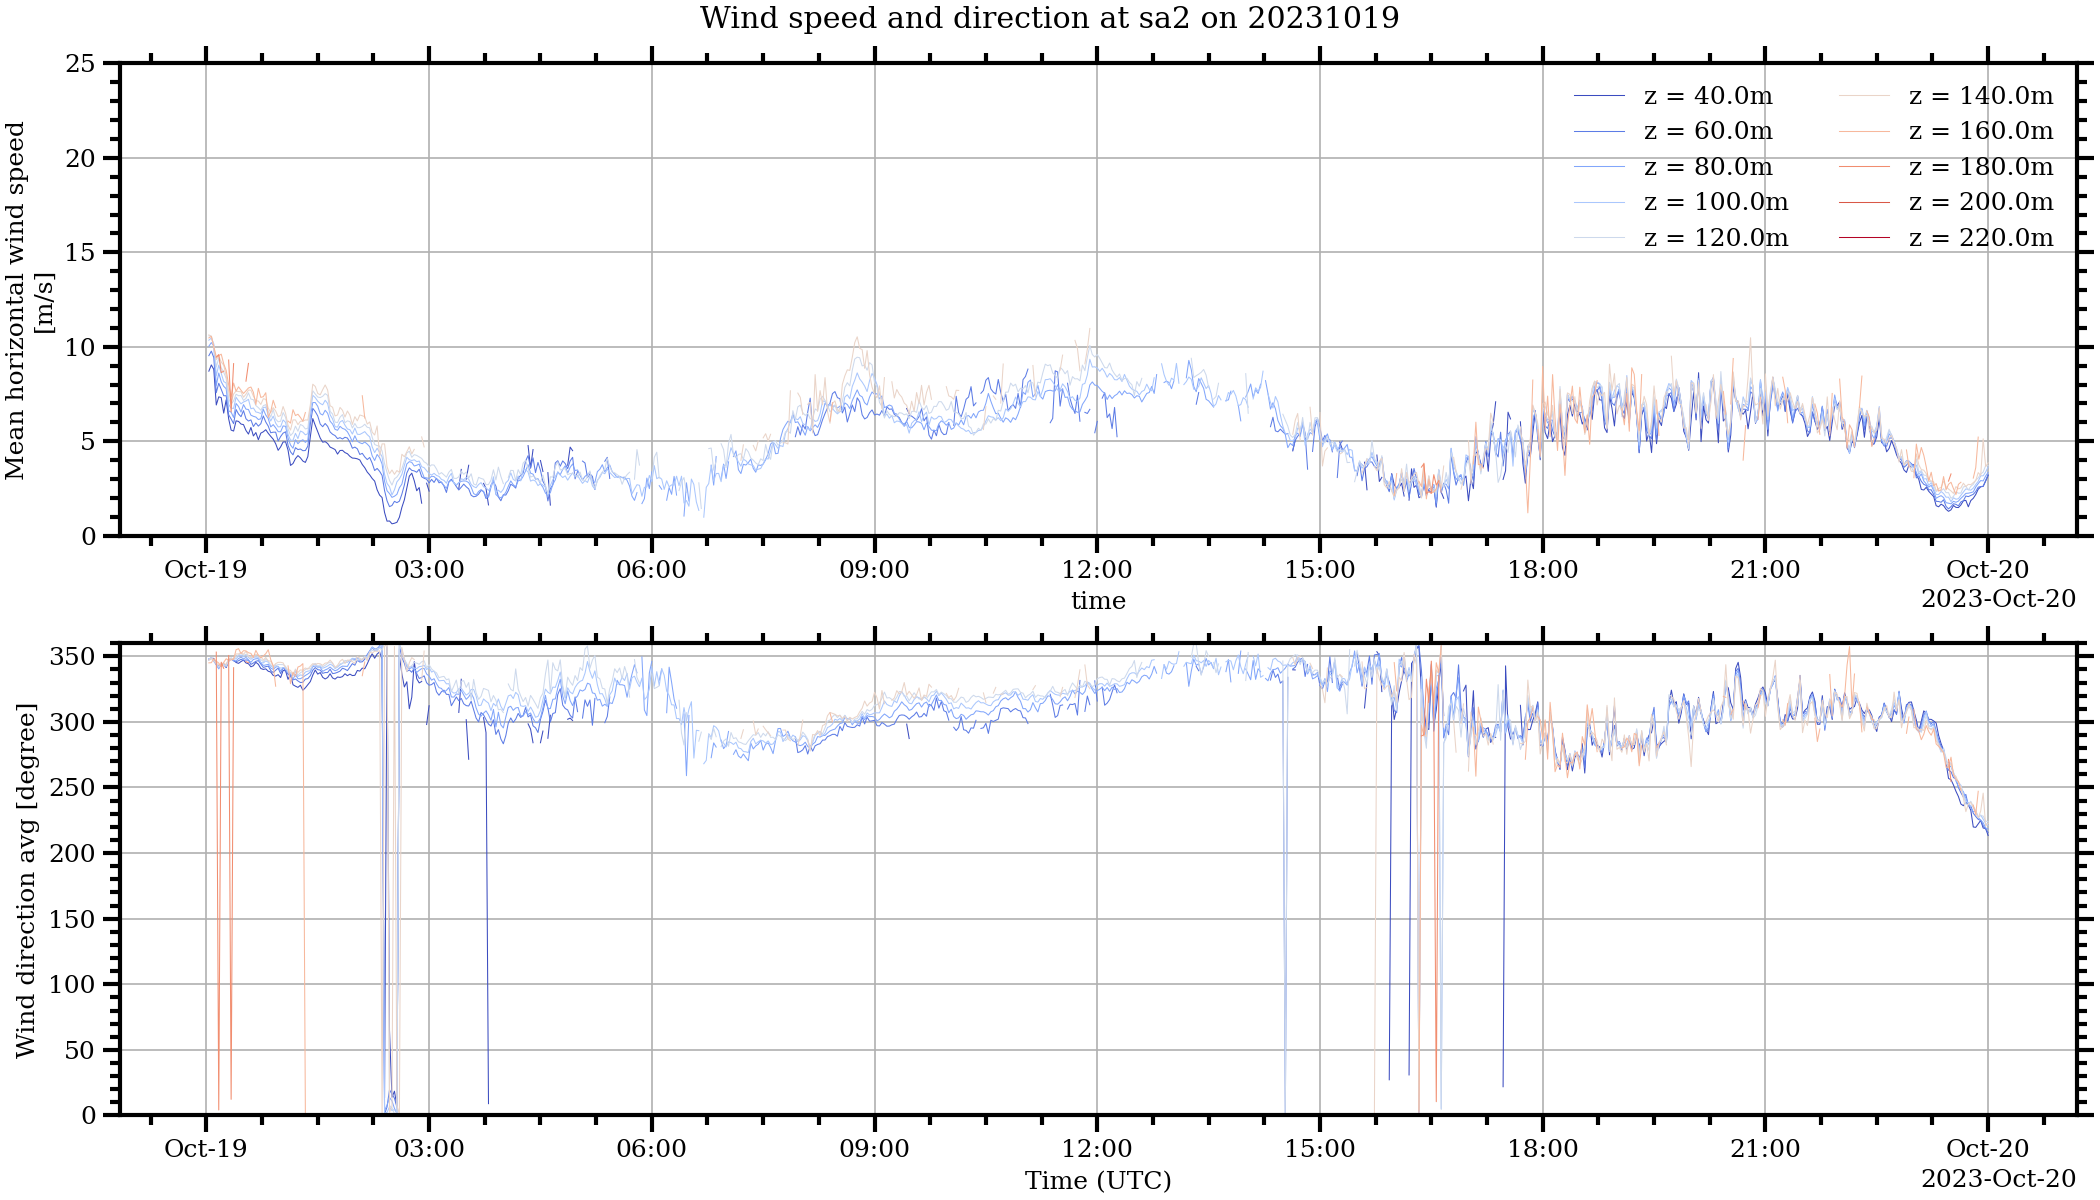 Wind speed and direction at sa2 on 20231019
Mean horizontal wind speed
[m/s]
25
20
15
10
5
0
z = 40.0m
z = 60.0m
z = 80.0m
z = 100.0m
z = 120.0m
z = 140.0m
z = 160.0m
z = 180.0m
z = 200.0m
z = 220.0m
Oct-19 03:00 06:00 09:00 12:00 15:00 18:00 21:00 Oct-20
time
2023-Oct-20
Wind direction avg [degree]
350
300
250
200
150
100
50
0
Oct-19 03:00 06:00 09:00 12:00 15:00 18:00 21:00 Oct-20
Time (UTC)
2023-Oct-20